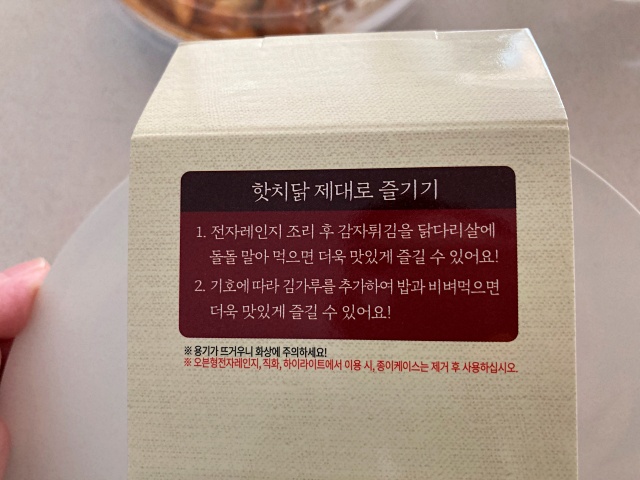 핫치닭 제대로 즐기기
1. 전자레인지 조리 후 감자튀김을 닭다리살에
돌돌 말아 먹으면 더욱 맛있게 즐길 수 있어요!
2. 기호에 따라 김가루를 추가하여 밥과 비벼먹으면
더욱 맛있게 즐길 수 있어요!
※ 용기가 뜨거우니 화상에 주의하세요!
※ 오븐형전자레인지, 직화, 하이라이트에서 이용 시, 종이케이스는 제거 후 사용하십시오.